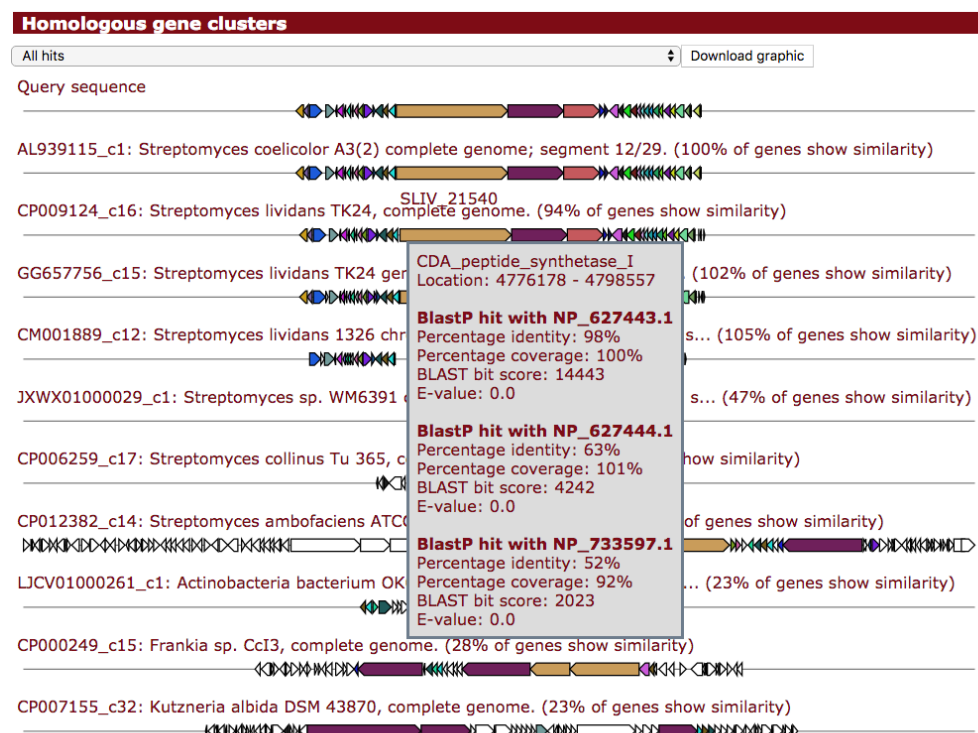 Homologous gene clusters
All hits
Download graphic
Query sequence
AL939115_c1: Streptomyces coelicolor A3(2) complete genome; segment 12/29. (100% of genes show similarity)
SLIV_21540
CP009124_c16: Streptomyces lividans TK24, complete genome. (94% of genes show similarity)
CDA_peptide_synthetase_I
Location: 4776178 - 4798557
BlastP hit with NP_627443.1
Percentage identity: 98%
Percentage coverage: 100%
BLAST bit score: 14443
E-value: 0.0
BlastP hit with NP_627444.1
Percentage identity: 63%
Percentage coverage: 101%
BLAST bit score: 4242
E-value: 0.0
BlastP hit with NP_733597.1
Percentage identity: 52%
Percentage coverage: 92%
BLAST bit score: 2023
E-value: 0.0
GG657756_c15: Streptomyces lividans TK24 ger . (102% of genes show similarity)
CM001889_c12: Streptomyces lividans 1326 chr s... (105% of genes show similarity)
JXWX01000029_c1: Streptomyces sp. WM6391 s... (47% of genes show similarity)
CP006259_c17: Streptomyces collinus Tu 365, c how similarity)
CP012382_c14: Streptomyces ambofaciens ATCC of genes show similarity)
LJCV01000261_c1: Actinobacteria bacterium OK ... (23% of genes show similarity)
CP000249_c15: Frankia sp. CcI3, complete genome. (28% of genes show similarity)
CP007155_c32: Kutzneria albida DSM 43870, complete genome. (23% of genes show similarity)